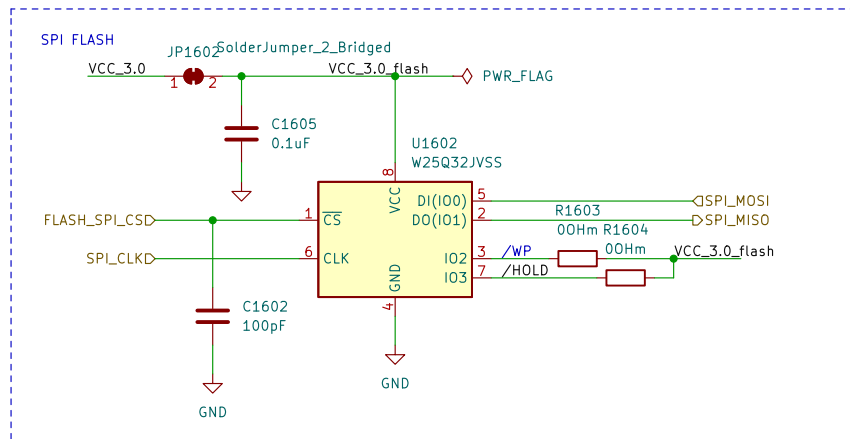 SPI FLASH
JP1602
SolderJumper_2_Bridged
VCC_3.0
1
2
VCC_3.0_flash
PWR_FLAG
C1605
0.1uF
U1602
W25Q32JVSS
8
VCC
FLASH_SPI_CS
1
CS
DI(IO0)
5
SPI_MOSI
DO(IO1)
2
SPI_MISO
R1603
0OHm
R1604
0OHm
SPI_CLK
6
CLK
IO2
3
/WP
VCC_3.0_flash
IO3
7
/HOLD
GND
4
C1602
100pF
GND
GND